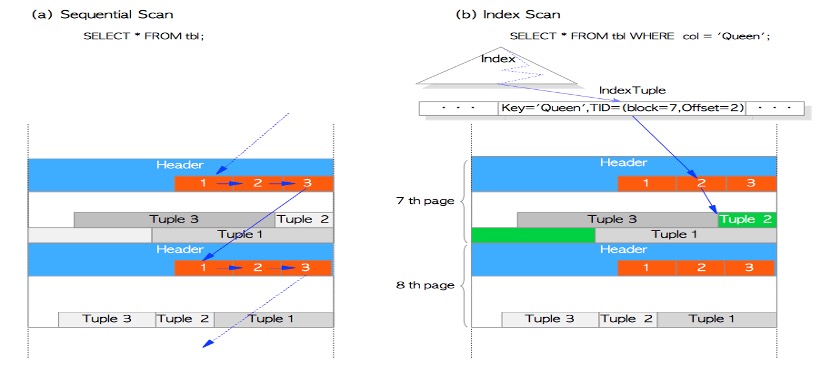 (a) Sequential Scan
SELECT * FROM tbl;
Header
1 2 3
Tuple 3 Tuple 2
Tuple 1
Header
1 2 3
Tuple 3 Tuple 2 Tuple 1
(b) Index Scan
SELECT * FROM tbl WHERE col = 'Queen';
Index
IndexTuple
· · · Key='Queen',TID=(block=7,Offset=2) · · ·
Header
1 2 3
7 th page
Tuple 3 Tuple 2
Tuple 1
Header
1 2 3
8 th page
Tuple 3 Tuple 2 Tuple 1